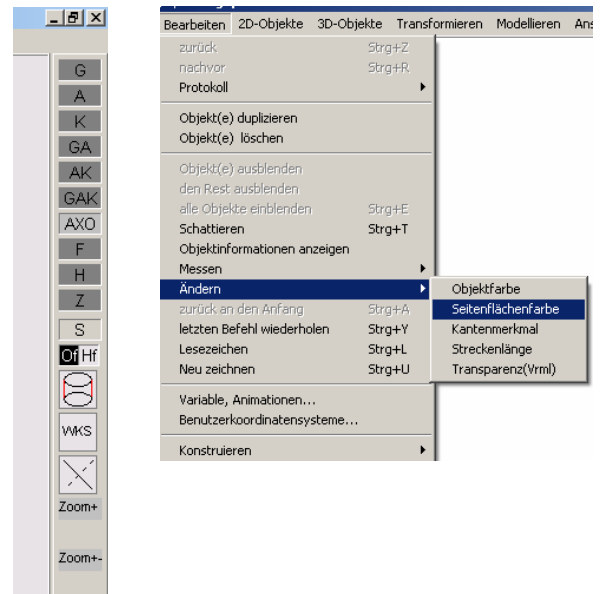 G
A
K
GA
AK
GAK
AXO
F
H
Z
S
Of Hf
WKS
Zoom+
Zoom+-
Bearbeiten 2D-Objekte 3D-Objekte Transformieren Modellieren
zurück Strg+Z
nachvor Strg+R
Protokoll
Objekt(e) duplizieren
Objekt(e) löschen
Objekt(e) ausblenden
den Rest ausblenden
alle Objekte einblenden Strg+E
Schattieren Strg+T
Objektinformationen anzeigen
Messen
Ändern
zurück an den Anfang Strg+A
letzten Befehl wiederholen Strg+Y
Lesezeichen Strg+L
Neu zeichnen Strg+U
Variable, Animationen...
Benutzerkoordinatensysteme...
Konstruieren
Objektfarbe
Seitenflächenfarbe
Kantenmerkmal
Streckenlänge
Transparenz(Vrml)